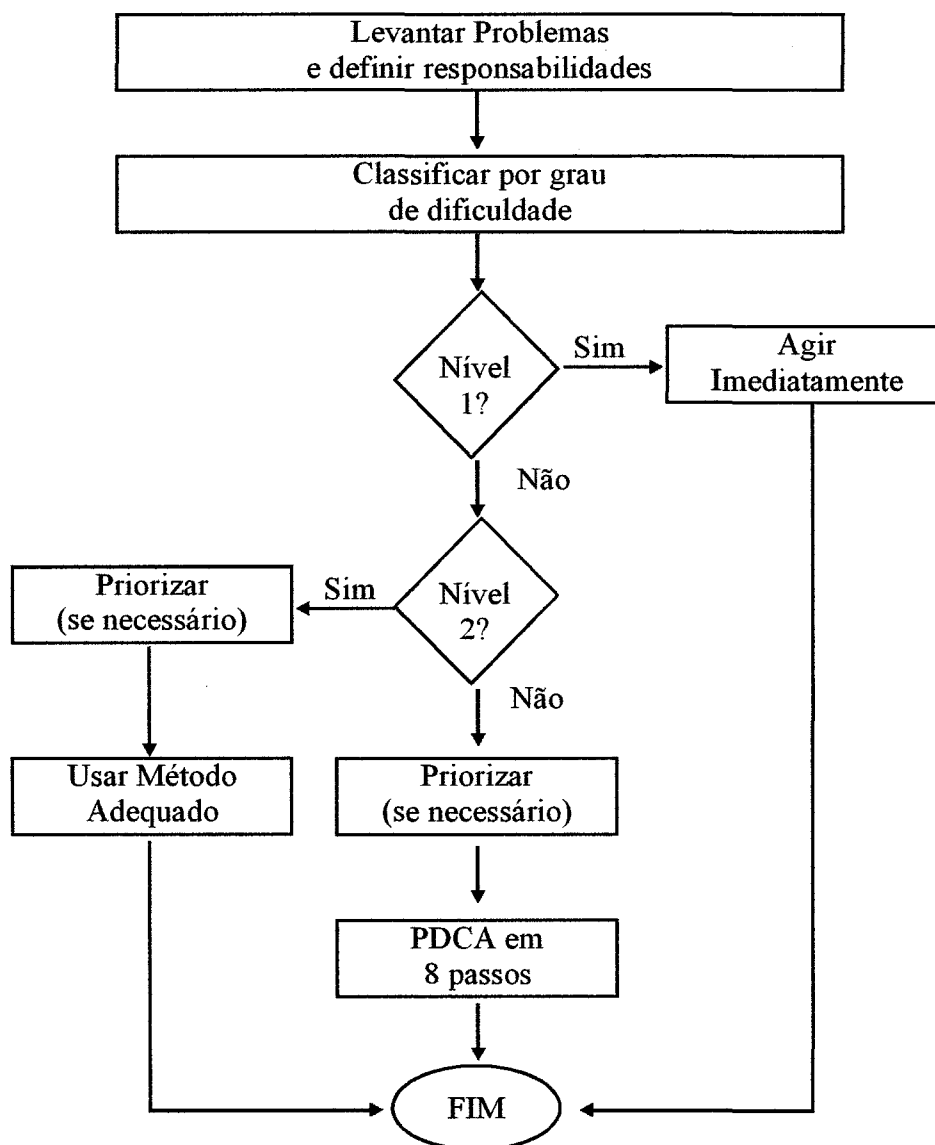 Levantar Problemas
e definir responsabilidades
Classificar por grau
de dificuldade
Nível
1?
Sim
Agir
Imediatamente
Não
Nível
2?
Sim
Priorizar
(se necessário)
Usar Método
Adequado
Não
Priorizar
(se necessário)
PDCA em
8 passos
FIM